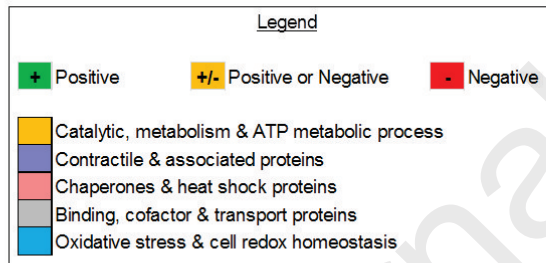 Legend
+ Positive +/- Positive or Negative - Negative
Catalytic, metabolism & ATP metabolic process
Contractile & associated proteins
Chaperones & heat shock proteins
Binding, cofactor & transport proteins
Oxidative stress & cell redox homeostasis